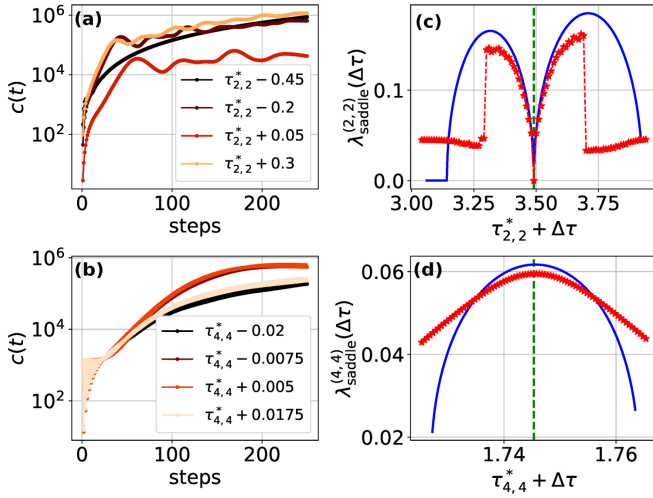 (a)
10^6
10^4
10^2
c(t)
τ*_{2,2} − 0.45
τ*_{2,2} − 0.2
τ*_{2,2} + 0.05
τ*_{2,2} + 0.3
0 100 200
steps
(c)
0.1
0.0
λ^{(2,2)}_{saddle}(Δτ)
3.00 3.25 3.50 3.75
τ*_{2,2} + Δτ
(b)
10^6
10^4
10^2
c(t)
τ*_{4,4} − 0.02
τ*_{4,4} − 0.0075
τ*_{4,4} + 0.005
τ*_{4,4} + 0.0175
0 100 200
steps
(d)
0.06
0.04
0.02
λ^{(4,4)}_{saddle}(Δτ)
1.74 1.76
τ*_{4,4} + Δτ